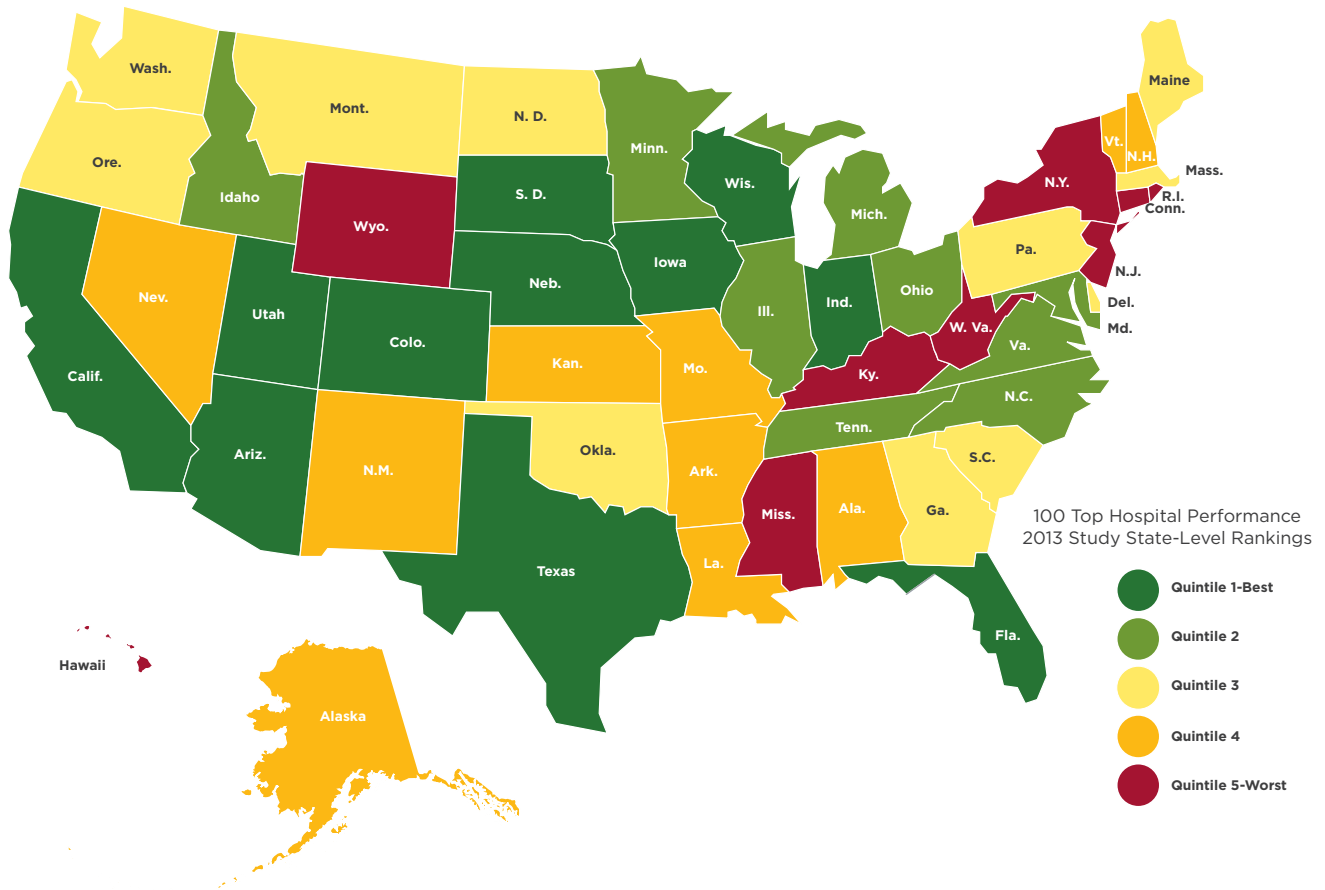 Wash.
Maine
Mont.
N. D.
Vt.
Minn.
N.H.
Ore.
Mass.
N.Y.
Wis.
S. D.
Idaho
R.I.
Conn.
Mich.
Wyo.
Pa.
Iowa
N.J.
Neb.
Ohio
Nev.
Ind.
Del.
Ill.
Utah
W. Va.
Md.
Colo.
Va.
Kan.
Mo.
Ky.
Calif.
N.C.
Tenn.
Okla.
Ariz.
S.C.
N.M.
Ark.
Ala.
Ga.
Miss.
100 Top Hospital Performance
2013 Study State-Level Rankings
La.
Texas
Quintile 1-Best
Fla.
Quintile 2
Hawaii
Quintile 3
Alaska
Quintile 4
Quintile 5-Worst